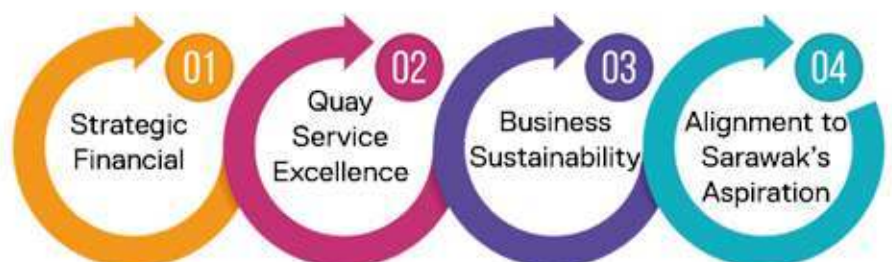 01
Strategic
Financial
02
Quay
Service
Excellence
03
Business
Sustainability
04
Alignment to
Sarawak's
Aspiration